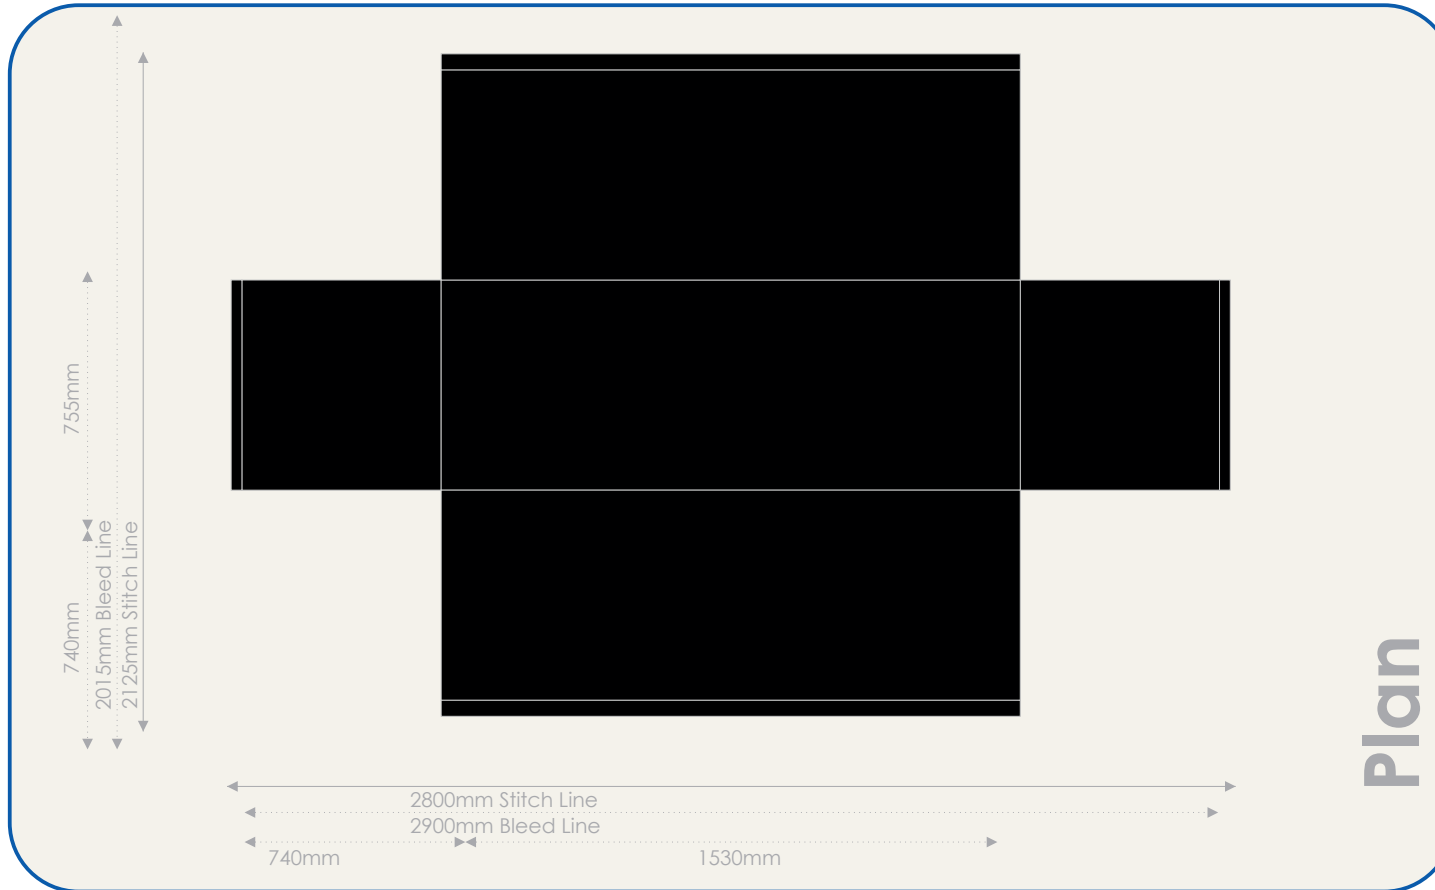 755mm
740mm
2015mm Bleed Line
2125mm Stitch Line
2800mm Stitch Line
2900mm Bleed Line
740mm
1530mm
Plan